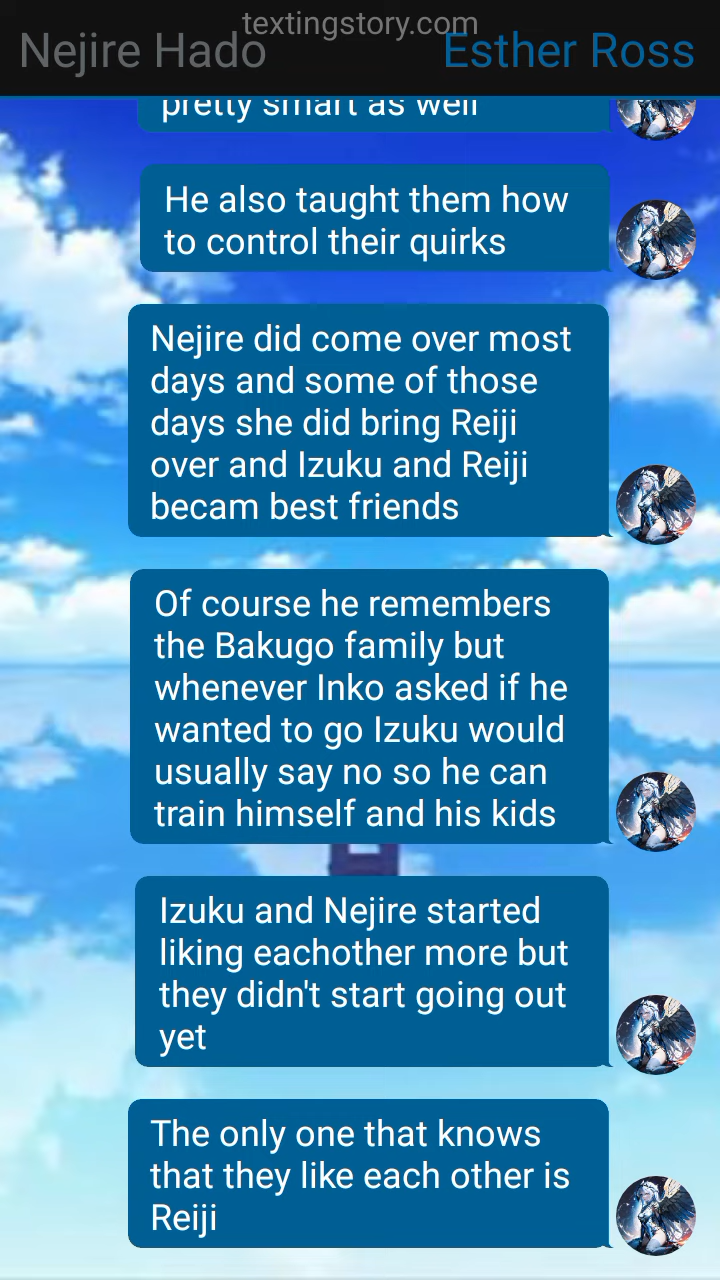 textingstory.com
Nejire Hado
Esther Ross
pretty smart as well
He also taught them how
to control their quirks
Nejire did come over most
days and some of those
days she did bring Reiji
over and Izuku and Reiji
becam best friends
Of course he remembers
the Bakugo family but
whenever Inko asked if he
wanted to go Izuku would
usually say no so he can
train himself and his kids
Izuku and Nejire started
liking eachother more but
they didn't start going out
yet
The only one that knows
that they like each other is
Reiji